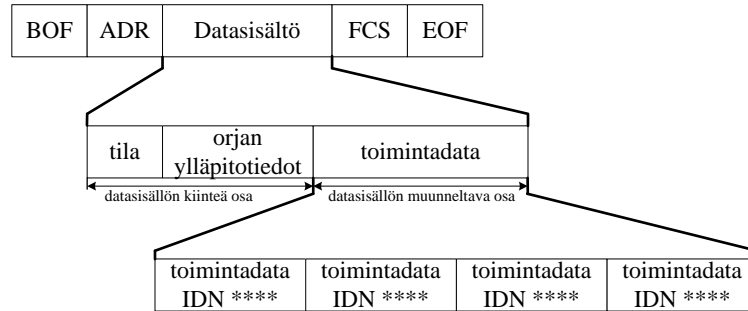 BOF ADR Datasisältö FCS EOF
tila orjan ylläpitotiedot toimintadata
datasisällön kiinteä osa datasisällön muunneltava osa
toimintadata toimintadata toimintadata toimintadata
IDN **** IDN **** IDN **** IDN ****